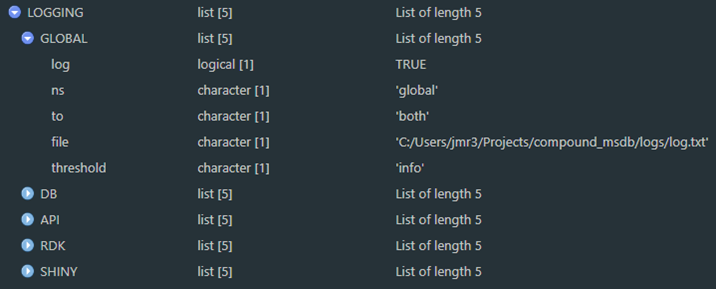 LOGGING list [5] List of length 5
GLOBAL list [5] List of length 5
log logical [1] TRUE
ns character [1] 'global'
to character [1] 'both'
file character [1] 'C:/Users/jmr3/Projects/compound_msdb/logs/log.txt'
threshold character [1] 'info'
DB list [5] List of length 5
API list [5] List of length 5
RDK list [5] List of length 5
SHINY list [5] List of length 5